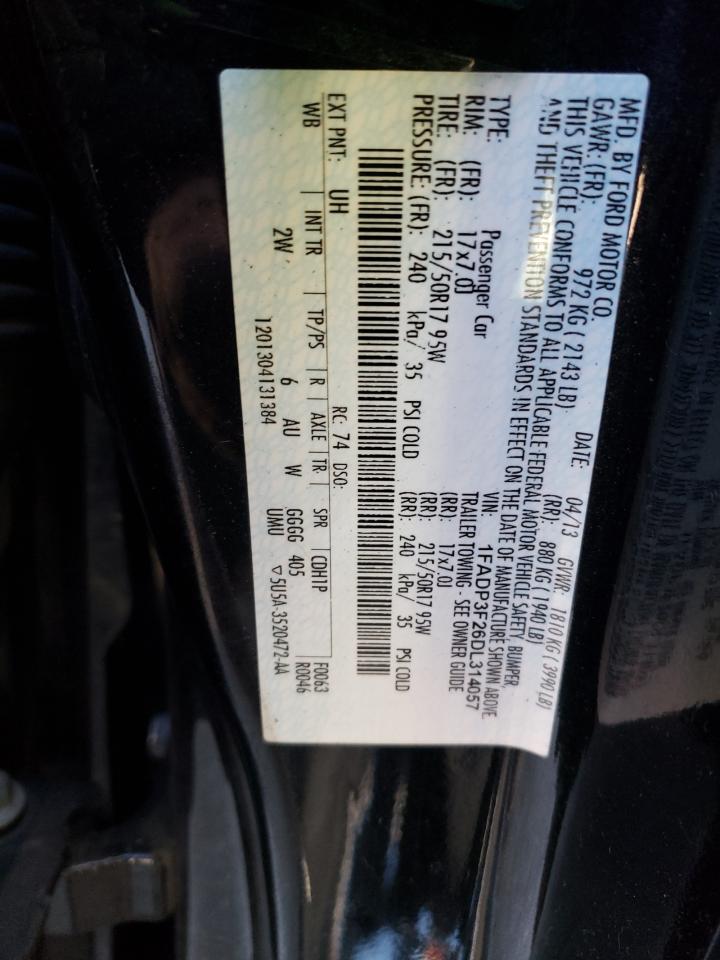 MFD. BY FORD MOTOR CO.
DATE: 04/13 GVWR: 1810 KG (3990 LB)
GAWR: (FR): 972 KG (2143 LB) (RR): 880 KG (1940 LB)
THIS VEHICLE CONFORMS TO ALL APPLICABLE FEDERAL MOTOR VEHICLE SAFETY, BUMPER,
AND THEFT PREVENTION STANDARDS IN EFFECT ON THE DATE OF MANUFACTURE SHOWN ABOVE.
VIN: 1FADP3F26DL314057
TYPE: Passenger Car TRAILER TOWING - SEE OWNER GUIDE
RIM: (FR): 17x7.0J (RR): 17x7.0J
TIRE: (FR): 215/50R17 95W (RR): 215/50R17 95W
PRESSURE: (FR): 240 kPa/ 35 PSI COLD (RR): 240 kPa/ 35 PSI COLD
EXT PNT: UH RC: 74 DSO: F0063
WB INT TR TP/PS R AXLE TR SPR CDH1P R0046
2W 6 AU W GGGG 405
UMU ▽5U5A-3520472-AA
1201304131384